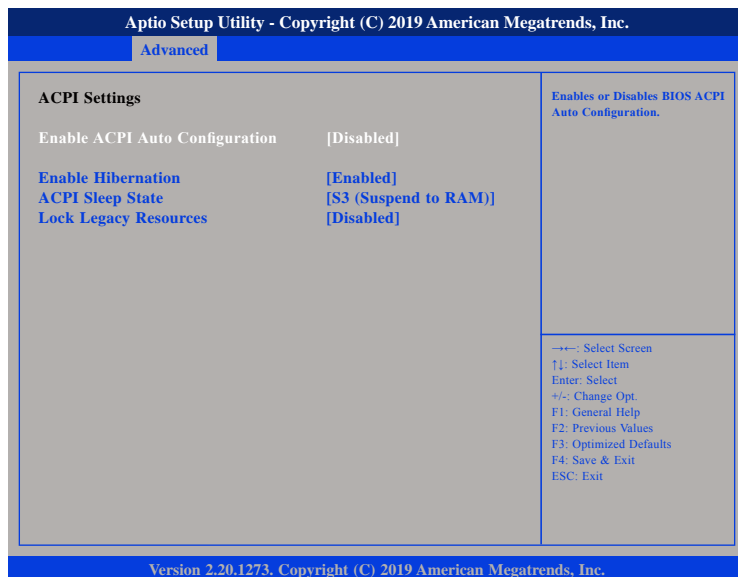 Aptio Setup Utility - Copyright (C) 2019 American Megatrends, Inc.
Advanced
ACPI Settings
Enable ACPI Auto Configuration [Disabled]
Enable Hibernation [Enabled]
ACPI Sleep State [S3 (Suspend to RAM)]
Lock Legacy Resources [Disabled]
Enables or Disables BIOS ACPI
Auto Configuration.
→←: Select Screen
↑↓: Select Item
Enter: Select
+/-: Change Opt.
F1: General Help
F2: Previous Values
F3: Optimized Defaults
F4: Save & Exit
ESC: Exit
Version 2.20.1273. Copyright (C) 2019 American Megatrends, Inc.